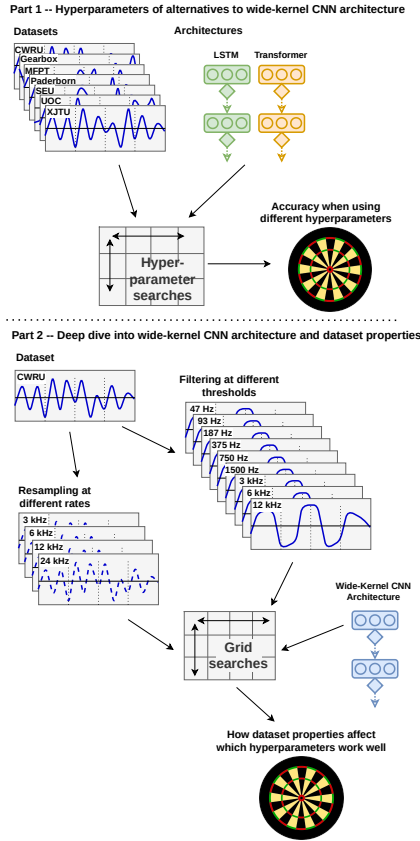 Part 1 -- Hyperparameters of alternatives to wide-kernel CNN architecture
Datasets
Architectures
CWRU
Gearbox
MFPT
Paderborn
SEU
UOC
XJTU
LSTM
Transformer
Accuracy when using
different hyperparameters
Hyper-
parameter
searches
Part 2 -- Deep dive into wide-kernel CNN architecture and dataset properties
Dataset
CWRU
Filtering at different
thresholds
47 Hz
93 Hz
187 Hz
375 Hz
750 Hz
1500 Hz
3 kHz
6 kHz
12 kHz
Resampling at
different rates
3 kHz
6 kHz
12 kHz
24 kHz
Wide-Kernel CNN
Architecture
Grid
searches
How dataset properties affect
which hyperparameters work well